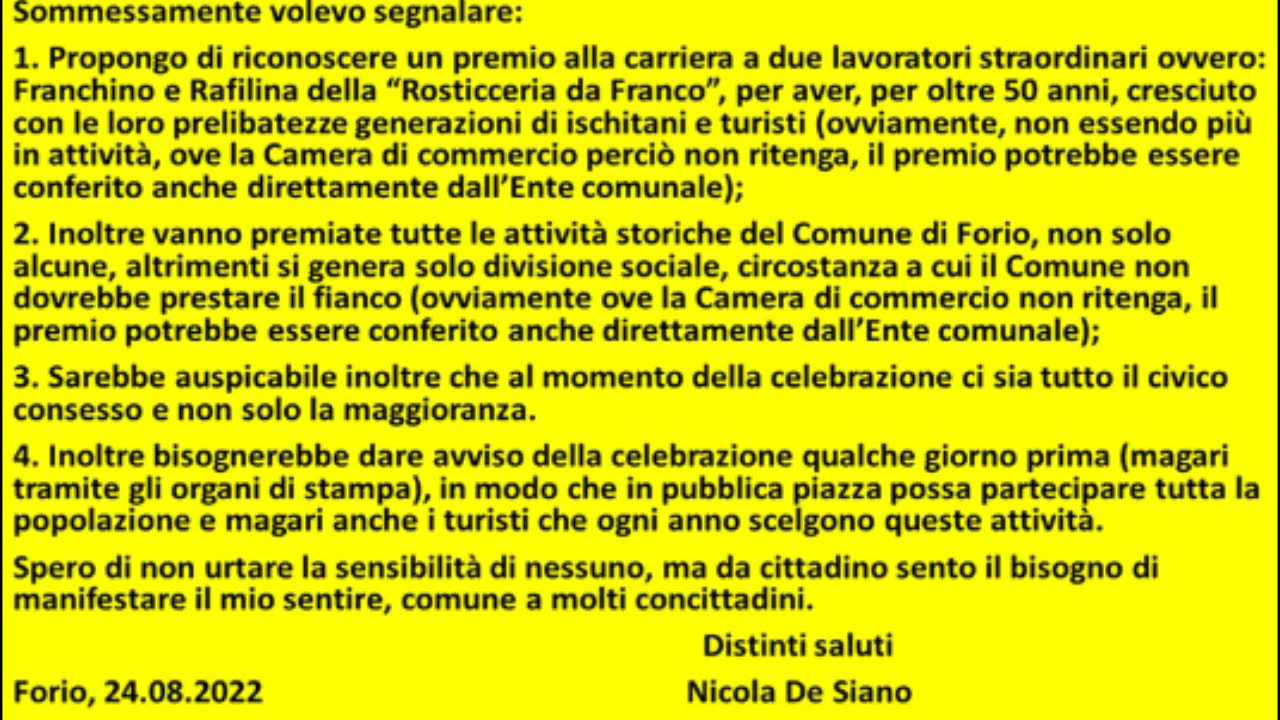 Sommessamente volevo segnalare:
1. Propongo di riconoscere un premio alla carriera a due lavoratori straordinari ovvero:
Franchino e Rafilina della “Rosticceria da Franco”, per aver, per oltre 50 anni, cresciuto
con le loro prelibatezze generazioni di ischitani e turisti (ovviamente, non essendo più
in attività, ove la Camera di commercio perciò non ritenga, il premio potrebbe essere
conferito anche direttamente dall’Ente comunale);
2. Inoltre vanno premiate tutte le attività storiche del Comune di Forio, non solo
alcune, altrimenti si genera solo divisione sociale, circostanza a cui il Comune non
dovrebbe prestare il fianco (ovviamente ove la Camera di commercio non ritenga, il
premio potrebbe essere conferito anche direttamente dall’Ente comunale);
3. Sarebbe auspicabile inoltre che al momento della celebrazione ci sia tutto il civico
consesso e non solo la maggioranza.
4. Inoltre bisognerebbe dare avviso della celebrazione qualche giorno prima (magari
tramite gli organi di stampa), in modo che in pubblica piazza possa partecipare tutta la
popolazione e magari anche i turisti che ogni anno scelgono queste attività.
Spero di non urtare la sensibilità di nessuno, ma da cittadino sento il bisogno di
manifestare il mio sentire, comune a molti concittadini.
Distinti saluti
Forio, 24.08.2022 Nicola De Siano